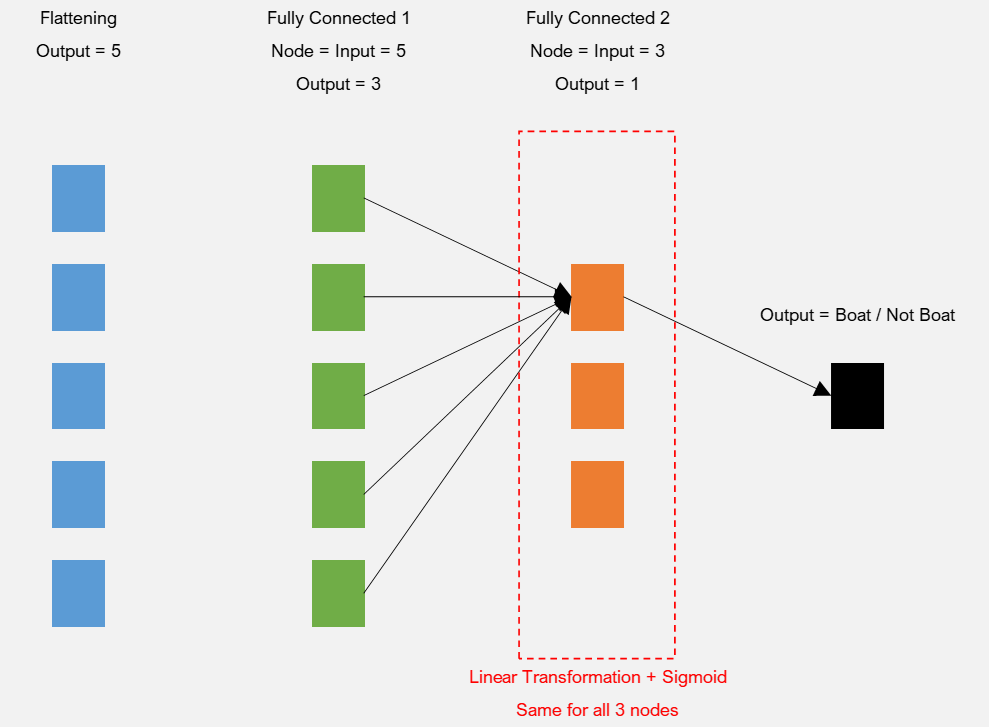 Flattening
Output = 5
Fully Connected 1
Node = Input = 5
Output = 3
Fully Connected 2
Node = Input = 3
Output = 1
Output = Boat / Not Boat
Linear Transformation + Sigmoid
Same for all 3 nodes